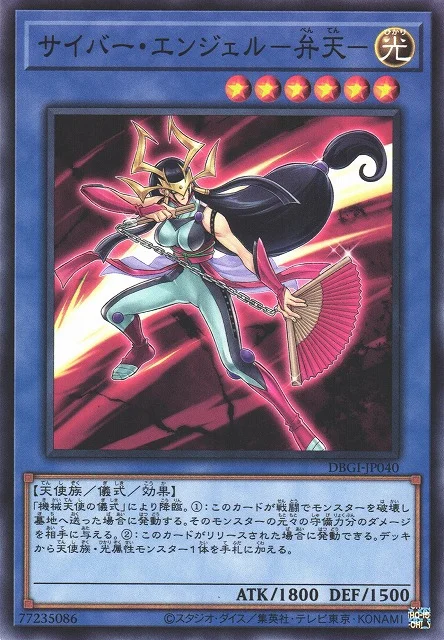 サイバー・エンジェル－弁天－
光
DBGI-JP040
【天使族／儀式／効果】
「機械天使の儀式」により降臨。①：このカードが戦闘でモンスターを破壊し
墓地へ送った場合に発動する。そのモンスターの元々の守備力分のダメージ
を相手に与える。②：このカードがリリースされた場合に発動できる。デッキ
から天使族・光属性モンスター1体を手札に加える。
ATK/1800 DEF/1500
77235086
©スタジオ・ダイス／集英社・テレビ東京・KONAMI